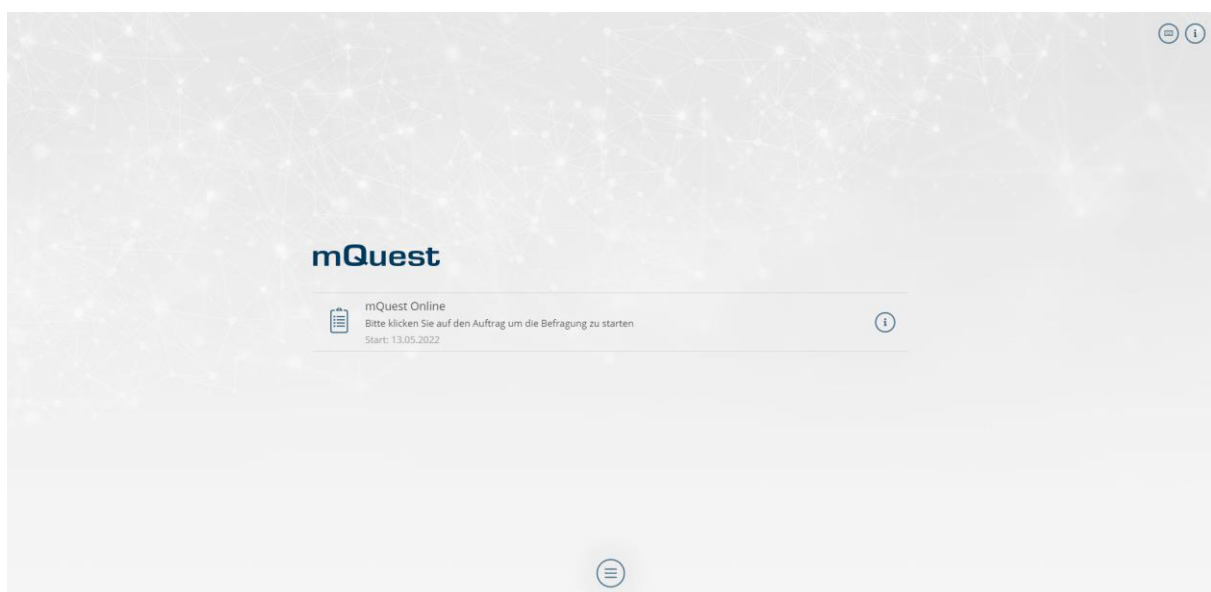 mQuest
mQuest Online
Bitte klicken Sie auf den Auftrag um die Befragung zu starten
Start: 13.05.2022